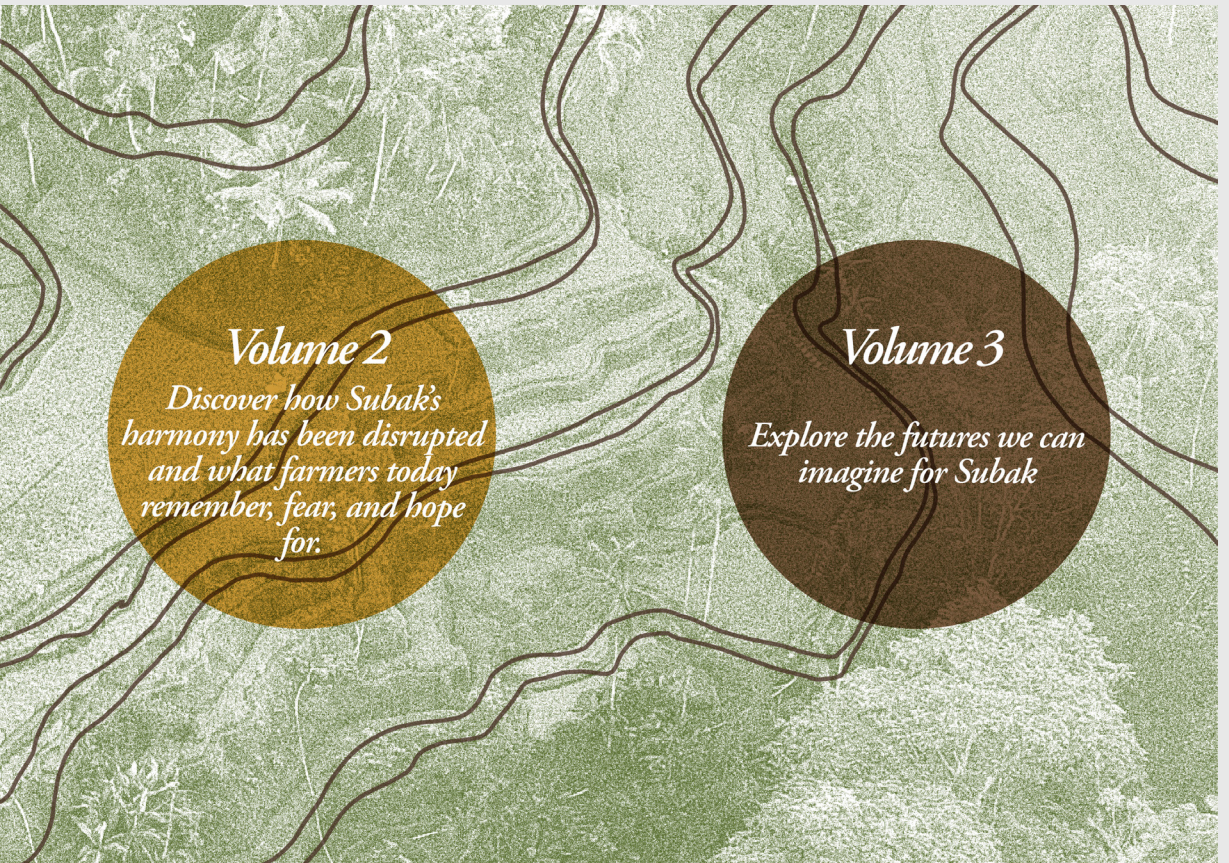 Volume 2
Discover how Subak's
harmony has been disrupted
and what farmers today
remember, fear, and hope
for.
Volume 3
Explore the futures we can
imagine for Subak